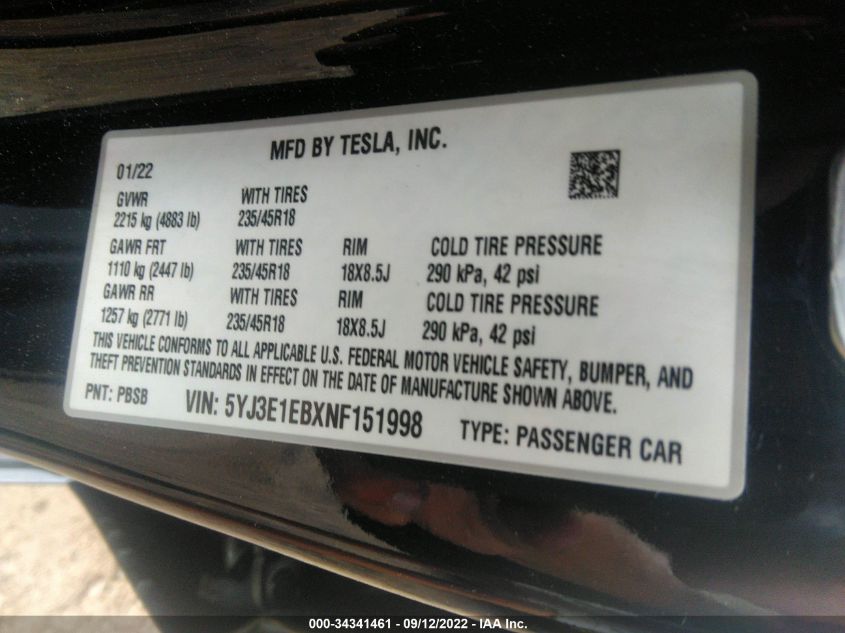 MFD BY TESLA, INC.
01/22
GVWR WITH TIRES
2215 kg (4883 lb) 235/45R18
GAWR FRT WITH TIRES RIM COLD TIRE PRESSURE
1110 kg (2447 lb) 235/45R18 18X8.5J 290 kPa, 42 psi
GAWR RR WITH TIRES RIM COLD TIRE PRESSURE
1257 kg (2771 lb) 235/45R18 18X8.5J 290 kPa, 42 psi
THIS VEHICLE CONFORMS TO ALL APPLICABLE U.S. FEDERAL MOTOR VEHICLE SAFETY, BUMPER, AND
THEFT PREVENTION STANDARDS IN EFFECT ON THE DATE OF MANUFACTURE SHOWN ABOVE.
PNT: PBSB VIN: 5YJ3E1EBXNF151998 TYPE: PASSENGER CAR
000-34341461 - 09/12/2022 - IAA Inc.